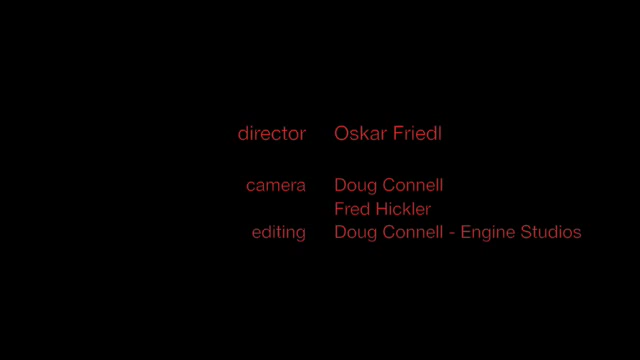 director Oskar Friedl
camera Doug Connell
Fred Hickler
editing Doug Connell - Engine Studios